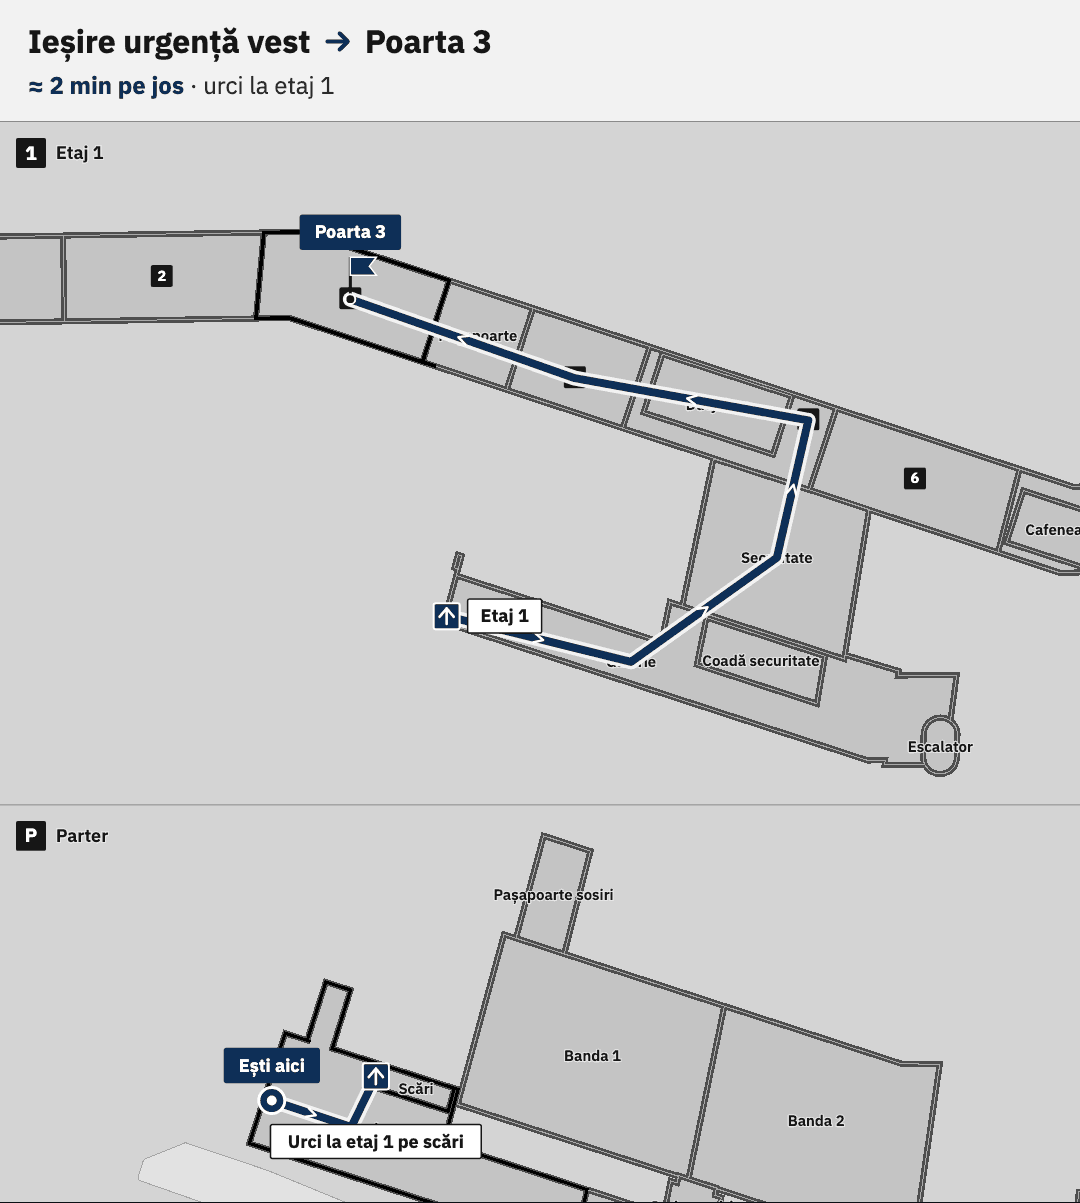 Ieșire urgență vest → Poarta 3
≈ 2 min pe jos · urci la etaj 1
1 Etaj 1
Poarta 3
2
6
Cafenea
Securitate
Etaj 1
Coadă securitate
Escalator
P Parter
Pașapoarte sosiri
Banda 1
Ești aici
Scări
Banda 2
Urci la etaj 1 pe scări